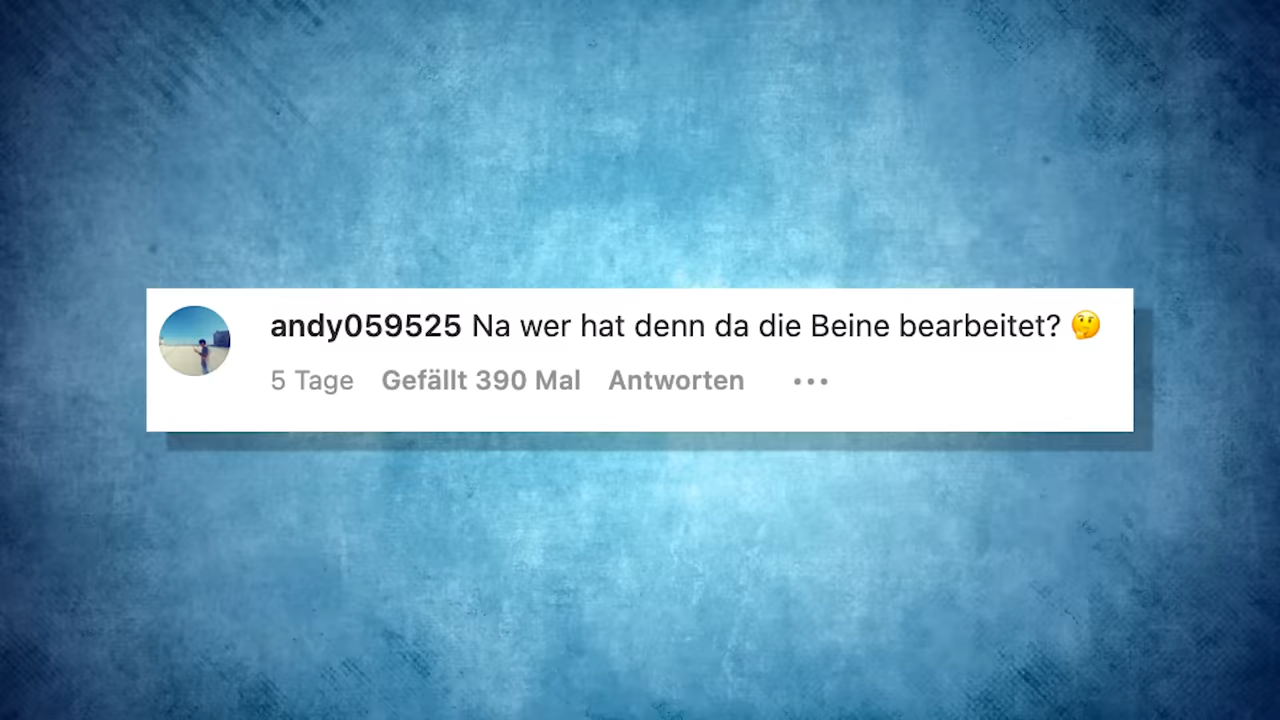 andy059525 Na wer hat denn da die Beine bearbeitet? 🤔
5 Tage Gefällt 390 Mal Antworten ...